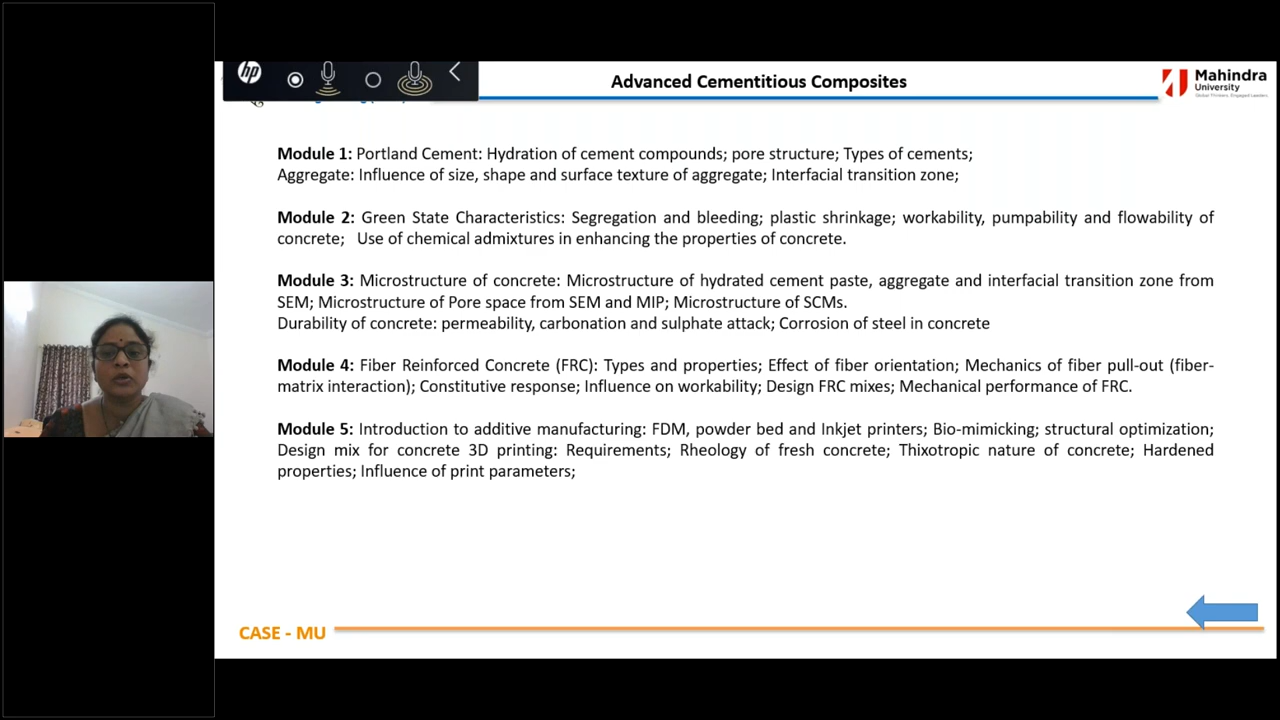 hp
Advanced Cementitious Composites
Mahindra
University
Global Thinkers. Engaged Leaders.
Module 1: Portland Cement: Hydration of cement compounds; pore structure; Types of cements;
Aggregate: Influence of size, shape and surface texture of aggregate; Interfacial transition zone;
Module 2: Green State Characteristics: Segregation and bleeding; plastic shrinkage; workability, pumpability and flowability of
concrete; Use of chemical admixtures in enhancing the properties of concrete.
Module 3: Microstructure of concrete: Microstructure of hydrated cement paste, aggregate and interfacial transition zone from
SEM; Microstructure of Pore space from SEM and MIP; Microstructure of SCMs.
Durability of concrete: permeability, carbonation and sulphate attack; Corrosion of steel in concrete
Module 4: Fiber Reinforced Concrete (FRC): Types and properties; Effect of fiber orientation; Mechanics of fiber pull-out (fiber-
matrix interaction); Constitutive response; Influence on workability; Design FRC mixes; Mechanical performance of FRC.
Module 5: Introduction to additive manufacturing: FDM, powder bed and Inkjet printers; Bio-mimicking; structural optimization;
Design mix for concrete 3D printing: Requirements; Rheology of fresh concrete; Thixotropic nature of concrete; Hardened
properties; Influence of print parameters;
CASE - MU